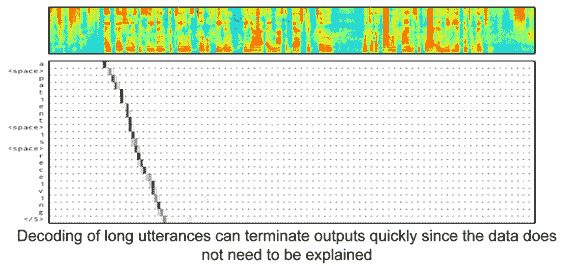 a
<space>
p
a
t
i
e
n
t
<space>
i
s
<space>
r
e
c
e
i
v
i
n
g
</S>
Decoding of long utterances can terminate outputs quickly since the data does
not need to be explained